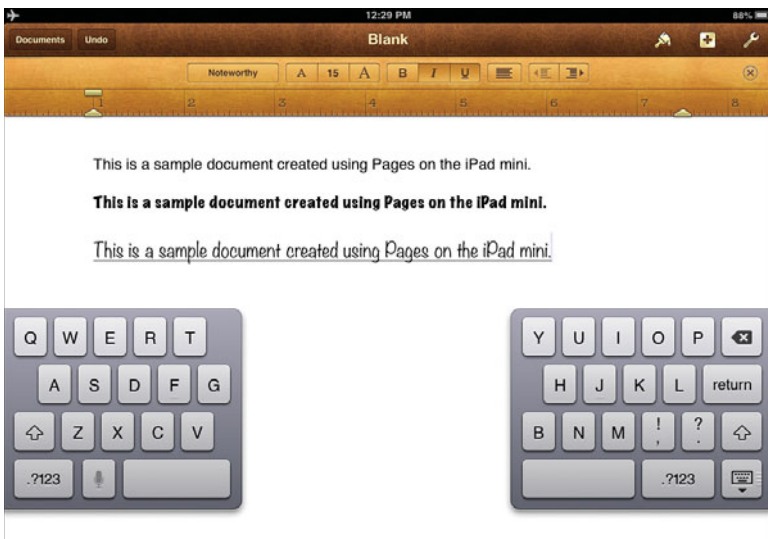 12:29 PM 88%
Documents Undo Blank
Noteworthy A 15 A B I U
1 2 3 4 5 6 7 8
This is a sample document created using Pages on the iPad mini.
This is a sample document created using Pages on the iPad mini.
This is a sample document created using Pages on the iPad mini.
Q W E R T Y U I O P
A S D F G H J K L return
Z X C V B N M ! , ? .
.?123 .?123